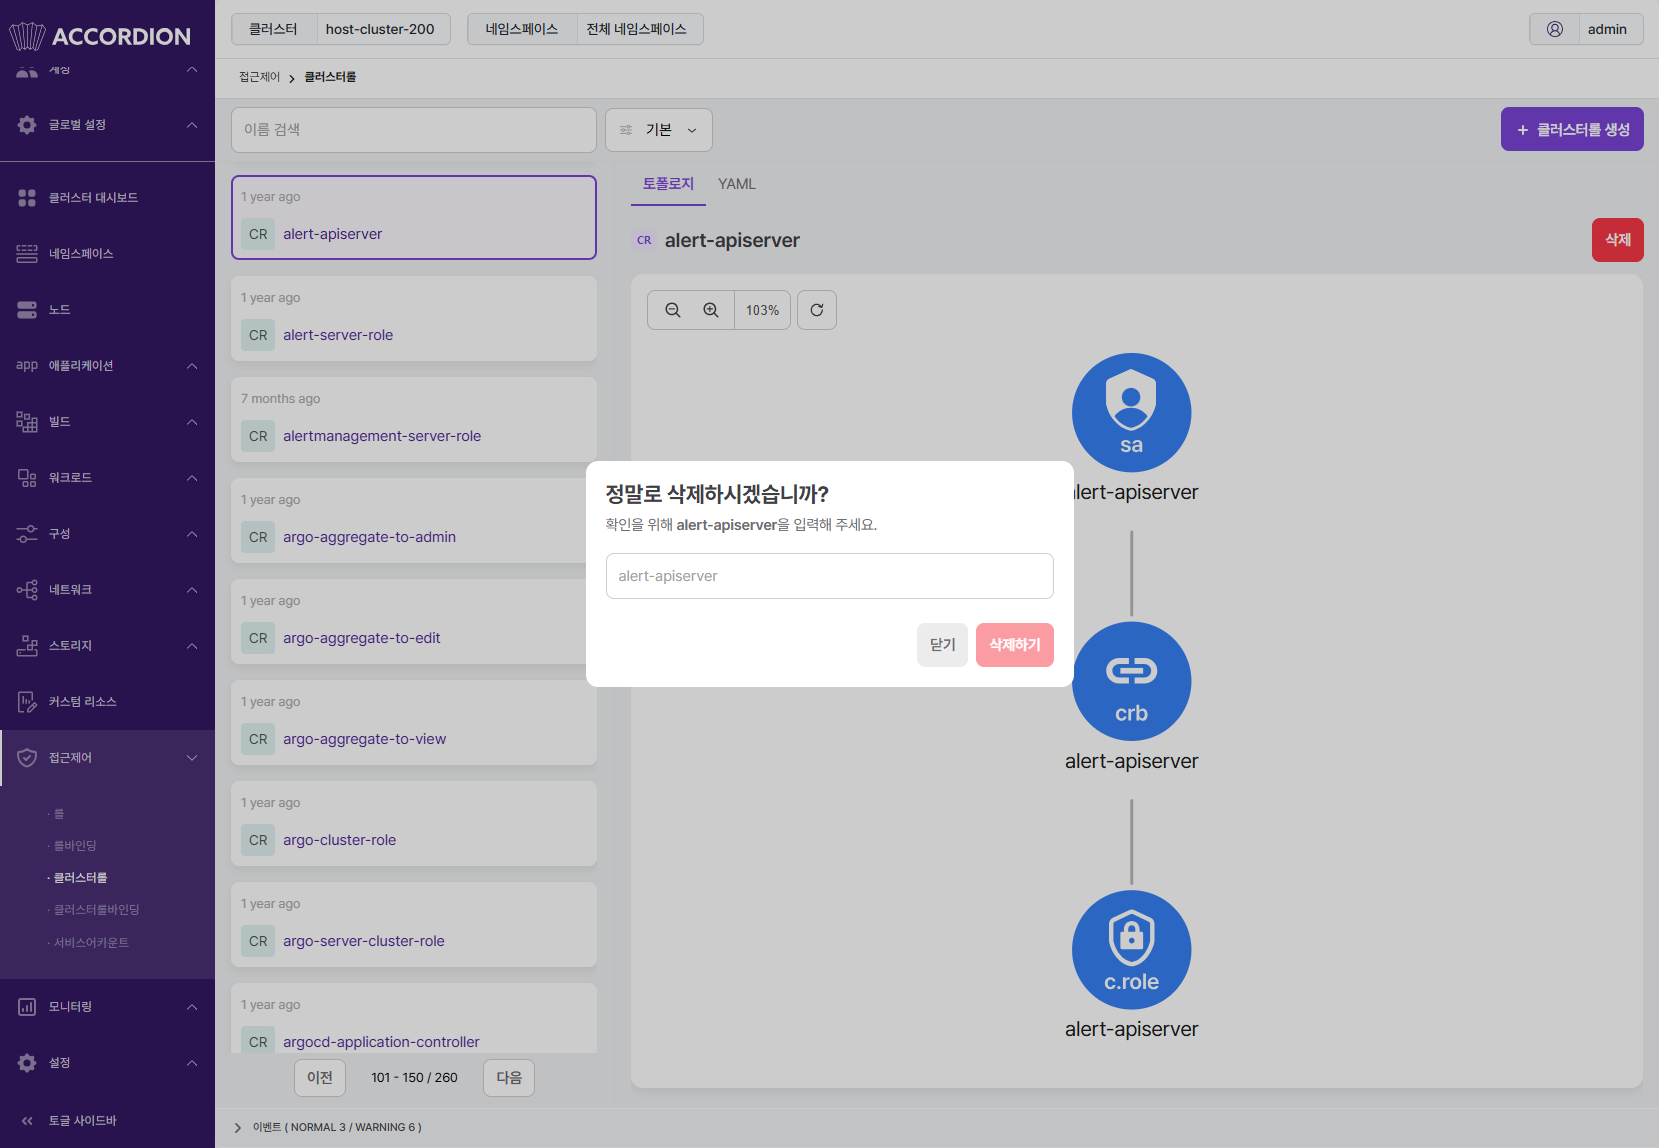 ACCORDION
계정
글로벌 설정
클러스터 대시보드
네임스페이스
노드
app 애플리케이션
빌드
워크로드
구성
네트워크
스토리지
커스텀 리소스
접근제어
· 롤
· 롤바인딩
· 클러스터롤
· 클러스터롤바인딩
· 서비스어카운트
모니터링
설정
토글 사이드바
클러스터 host-cluster-200 네임스페이스 전체 네임스페이스 admin
접근제어 클러스터롤
이름 검색 기본 + 클러스터롤 생성
1 year ago
CR alert-apiserver
1 year ago
CR alert-server-role
7 months ago
CR alertmanagement-server-role
1 year ago
CR argo-aggregate-to-admin
1 year ago
CR argo-aggregate-to-edit
1 year ago
CR argo-aggregate-to-view
1 year ago
CR argo-cluster-role
1 year ago
CR argo-server-cluster-role
1 year ago
CR argocd-application-controller
이전 101 - 150 / 260 다음
토폴로지 YAML
CR alert-apiserver 삭제
103%
sa
alert-apiserver
crb
alert-apiserver
c.role
alert-apiserver
정말로 삭제하시겠습니까?
확인을 위해 alert-apiserver을 입력해 주세요.
alert-apiserver
닫기 삭제하기
이벤트 ( NORMAL 3 / WARNING 6 )